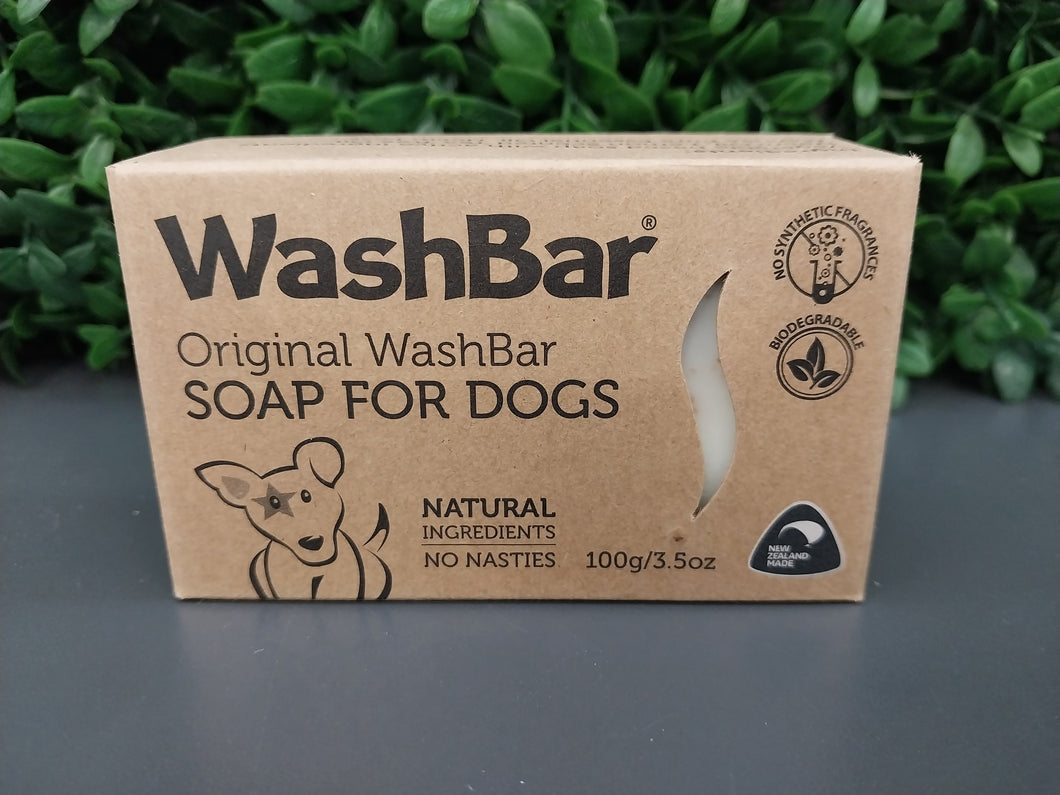 WashBar®
Original WashBar
SOAP FOR DOGS
NATURAL
INGREDIENTS
NO NASTIES
100g/3.5oz
NO SYNTHETIC FRAGRANCES
BIODEGRADABLE
NEW
ZEALAND
MADE